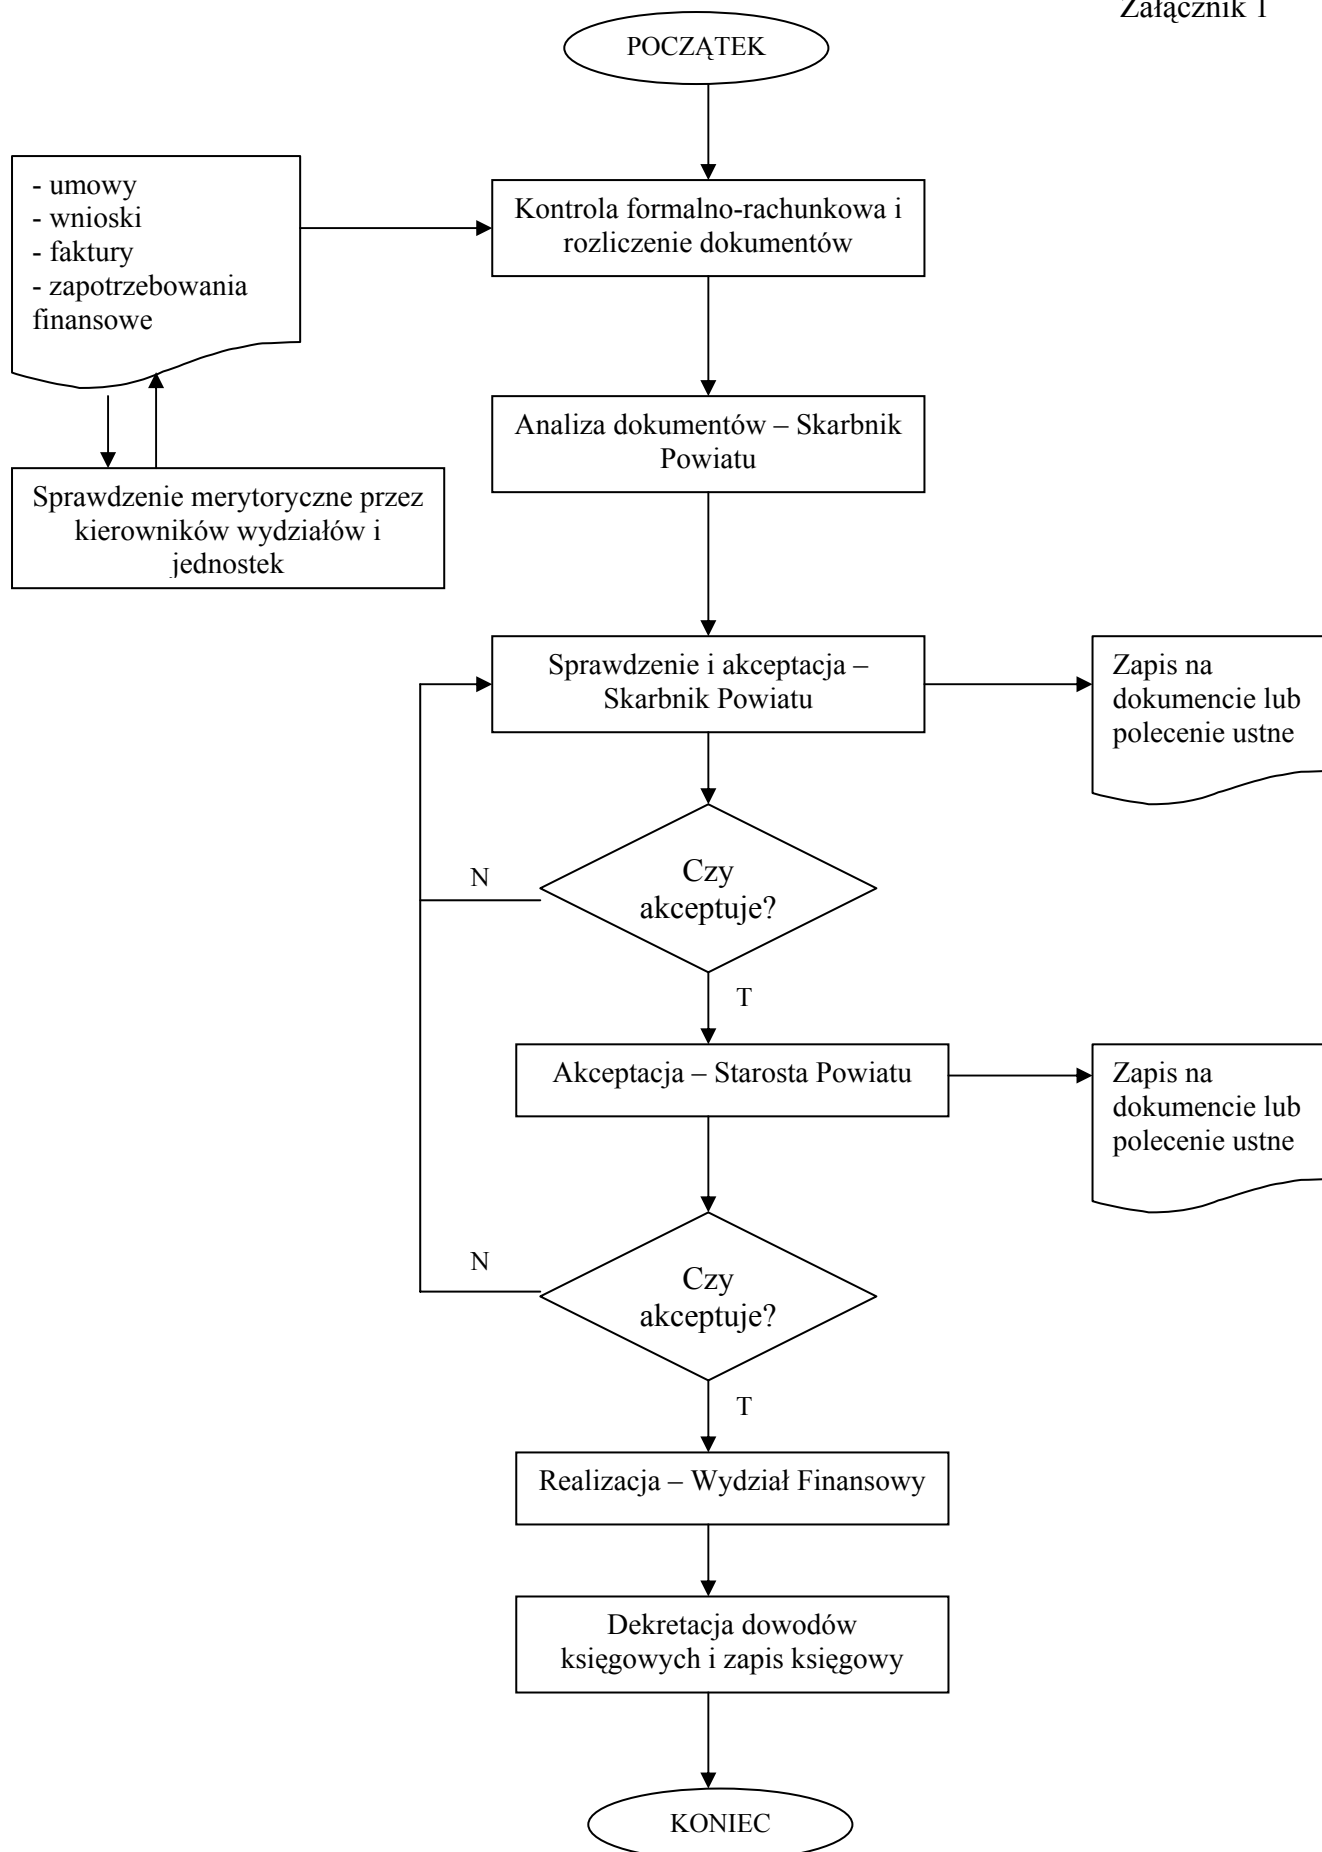 Załącznik 1
POCZĄTEK
- umowy
- wnioski
- faktury
- zapotrzebowania
finansowe
Kontrola formalno-rachunkowa i
rozliczenie dokumentów
Analiza dokumentów – Skarbnik
Powiatu
Sprawdzenie merytoryczne przez
kierowników wydziałów i
jednostek
Sprawdzenie i akceptacja –
Skarbnik Powiatu
Zapis na
dokumencie lub
polecenie ustne
Czy
akceptuje?
N
T
Akceptacja – Starosta Powiatu
Zapis na
dokumencie lub
polecenie ustne
N
Czy
akceptuje?
T
Realizacja – Wydział Finansowy
Dekretacja dowodów
księgowych i zapis księgowy
KONIEC